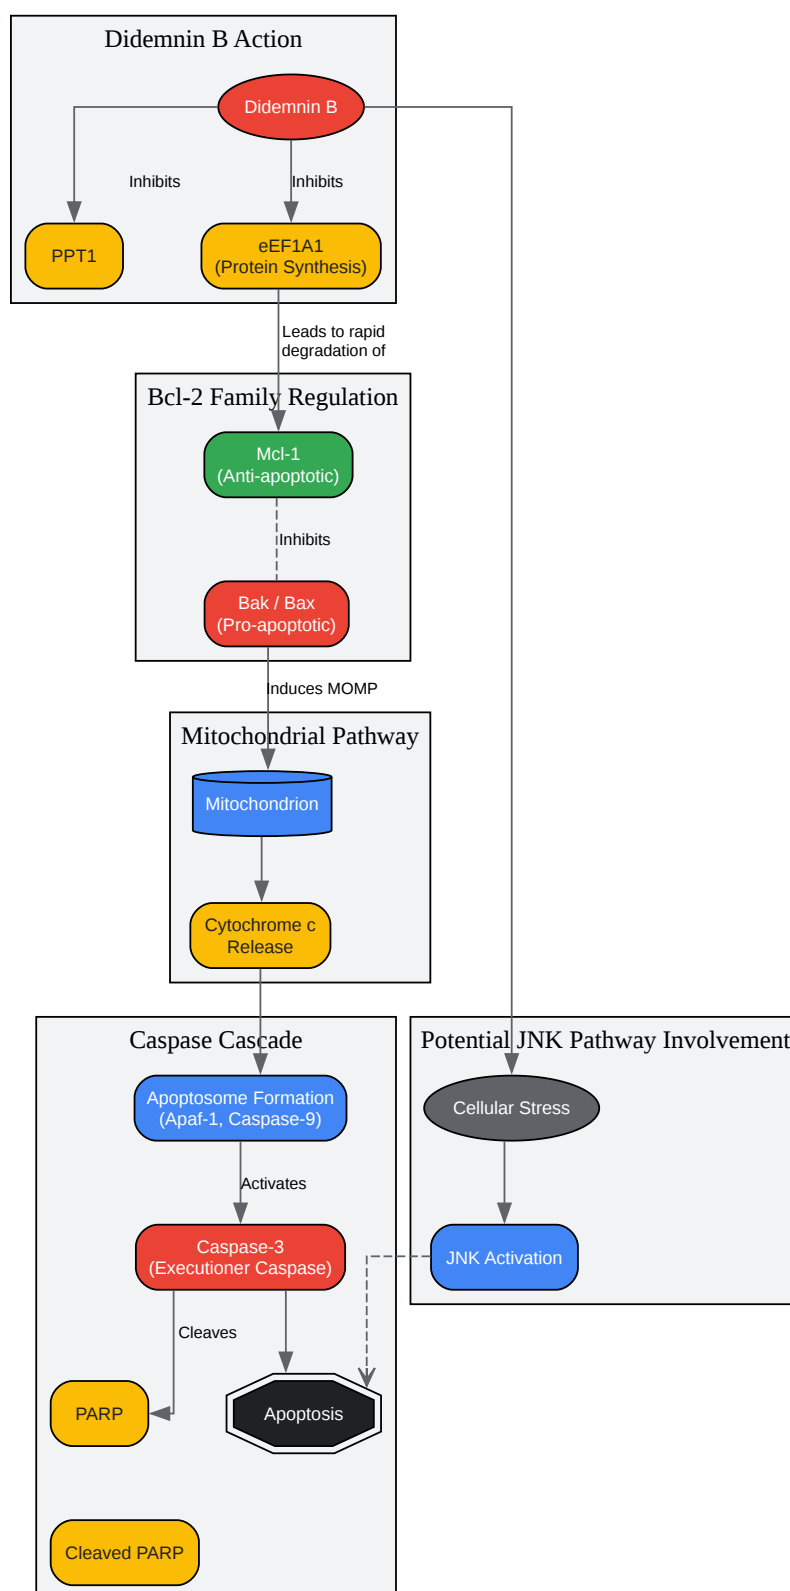 Didemnin B Action
Didemnin B
Inhibits
Inhibits
PPT1
eEF1A1
(Protein Synthesis)
Leads to rapid
degradation of
Bcl-2 Family Regulation
Mcl-1
(Anti-apoptotic)
Inhibits
Bak / Bax
(Pro-apoptotic)
Induces MOMP
Mitochondrial Pathway
Mitochondrion
Cytochrome c
Release
Caspase Cascade
Potential JNK Pathway Involvement
Apoptosome Formation
(Apaf-1, Caspase-9)
Cellular Stress
Activates
Caspase-3
(Executioner Caspase)
JNK Activation
Cleaves
PARP
Apoptosis
Cleaved PARP